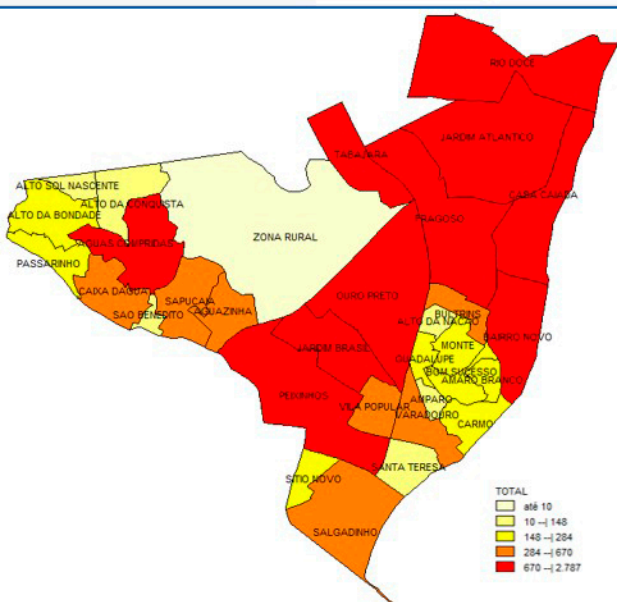 RIO DOCE
JARDIM ATLANTICO
TABAZARA
CASA CAIADA
FRAGOSO
ALTO SOL NASCENTE
ALTO DA CONQUISTA
ALTO DA BONDADE
ZONA RURAL
AGUAS COMPRIDAS
PASSARINHO
CAIXA DAGUA
SAPUCAIA
AGUAZINHA
SAO BENEDITO
OURO PRETO
BULTRINS
ALTO DA NACAO
BAIRRO NOVO
MONTE
GUADALUPE
JARDIM BRASIL
BOM SUCESSO
AMARO BRANCO
PEIXINHOS
AMPARO
VILA POPULAR
VARADOURO
CARMO
SANTA TERESA
SITIO NOVO
SALGADINHO
TOTAL
até 10
10 --| 148
148 --| 284
284 --| 670
670 --| 2.787